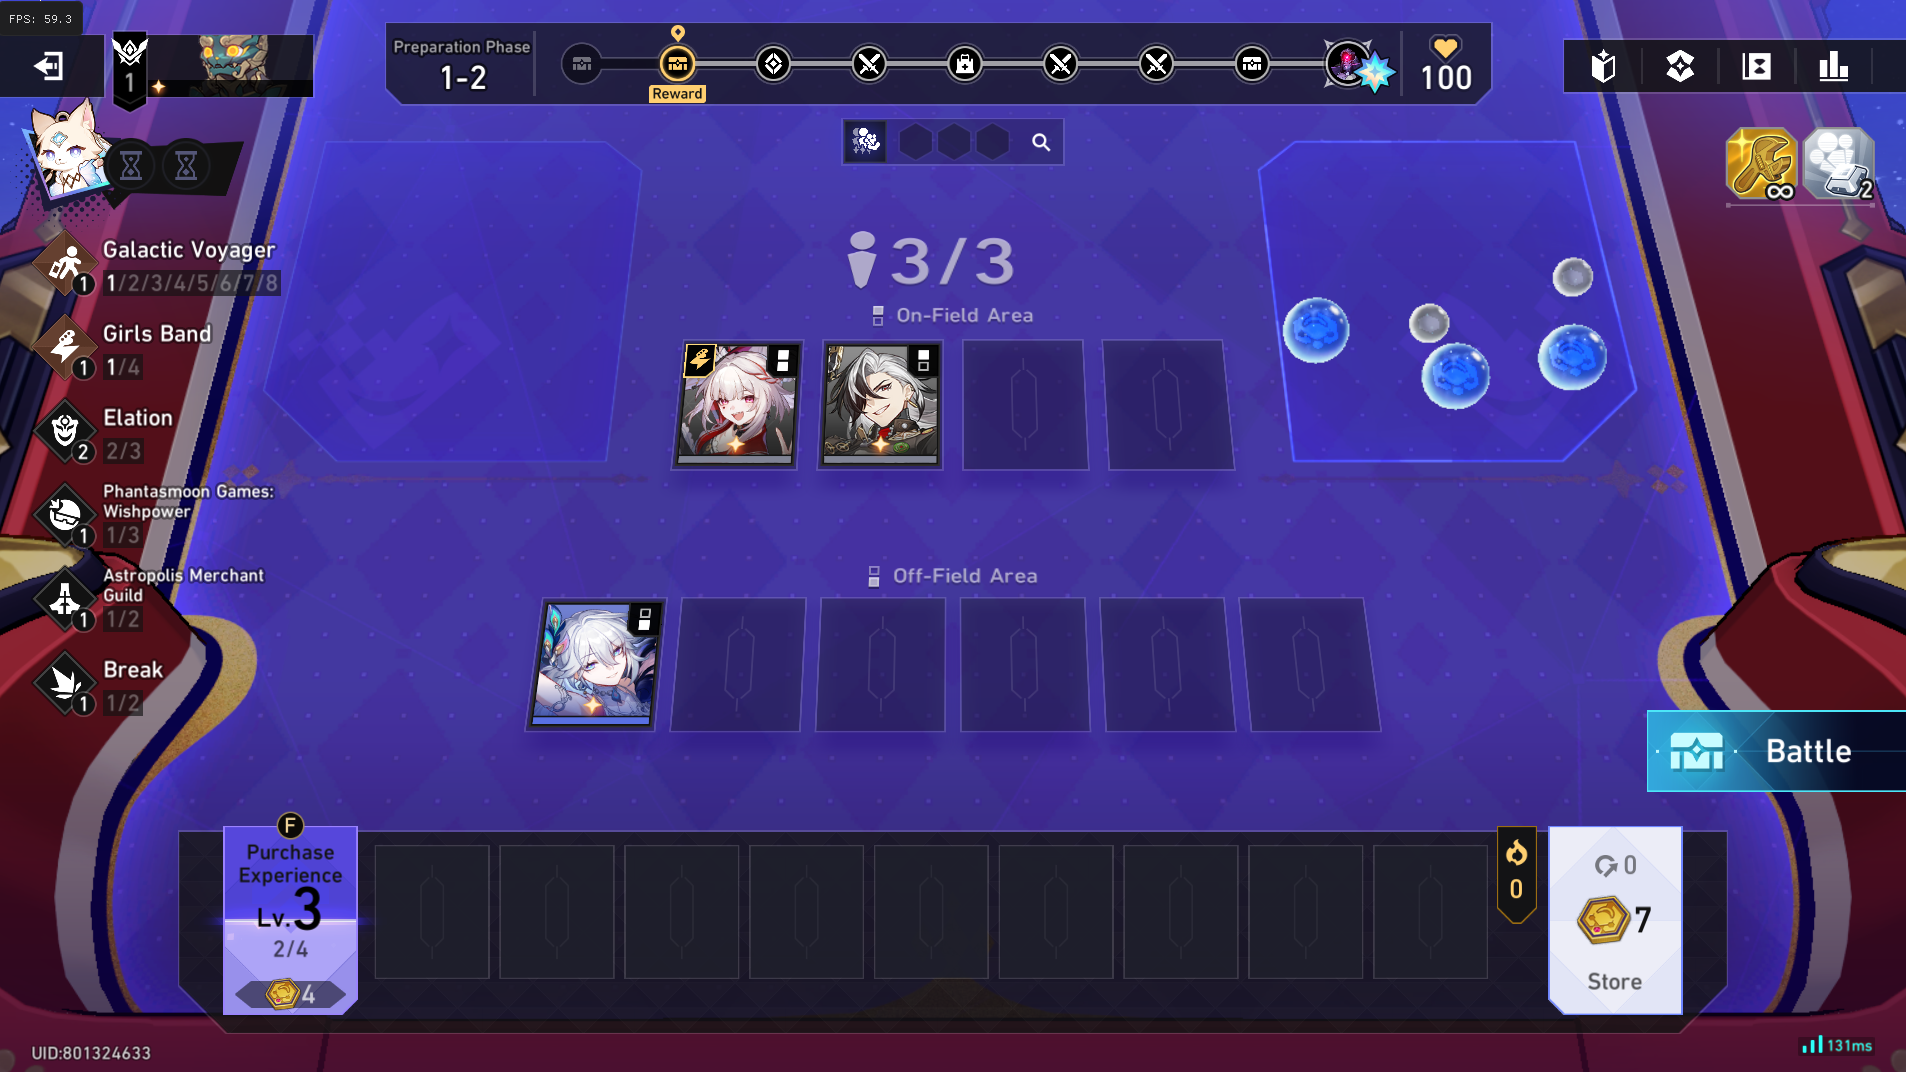 FPS: 59.3
1
Preparation Phase
1-2
Reward
100
∞
2
Galactic Voyager
1
1/2/3/4/5/6/7/8
Girls Band
1
1/4
Elation
2
2/3
Phantasmoon Games:
Wishpower
1
1/3
Astropolis Merchant
Guild
1
1/2
Break
1
1/2
3/3
On-Field Area
Off-Field Area
Battle
F
Purchase
Experience
Lv.3
2/4
4
0
0
7
Store
UID:801324633
131ms